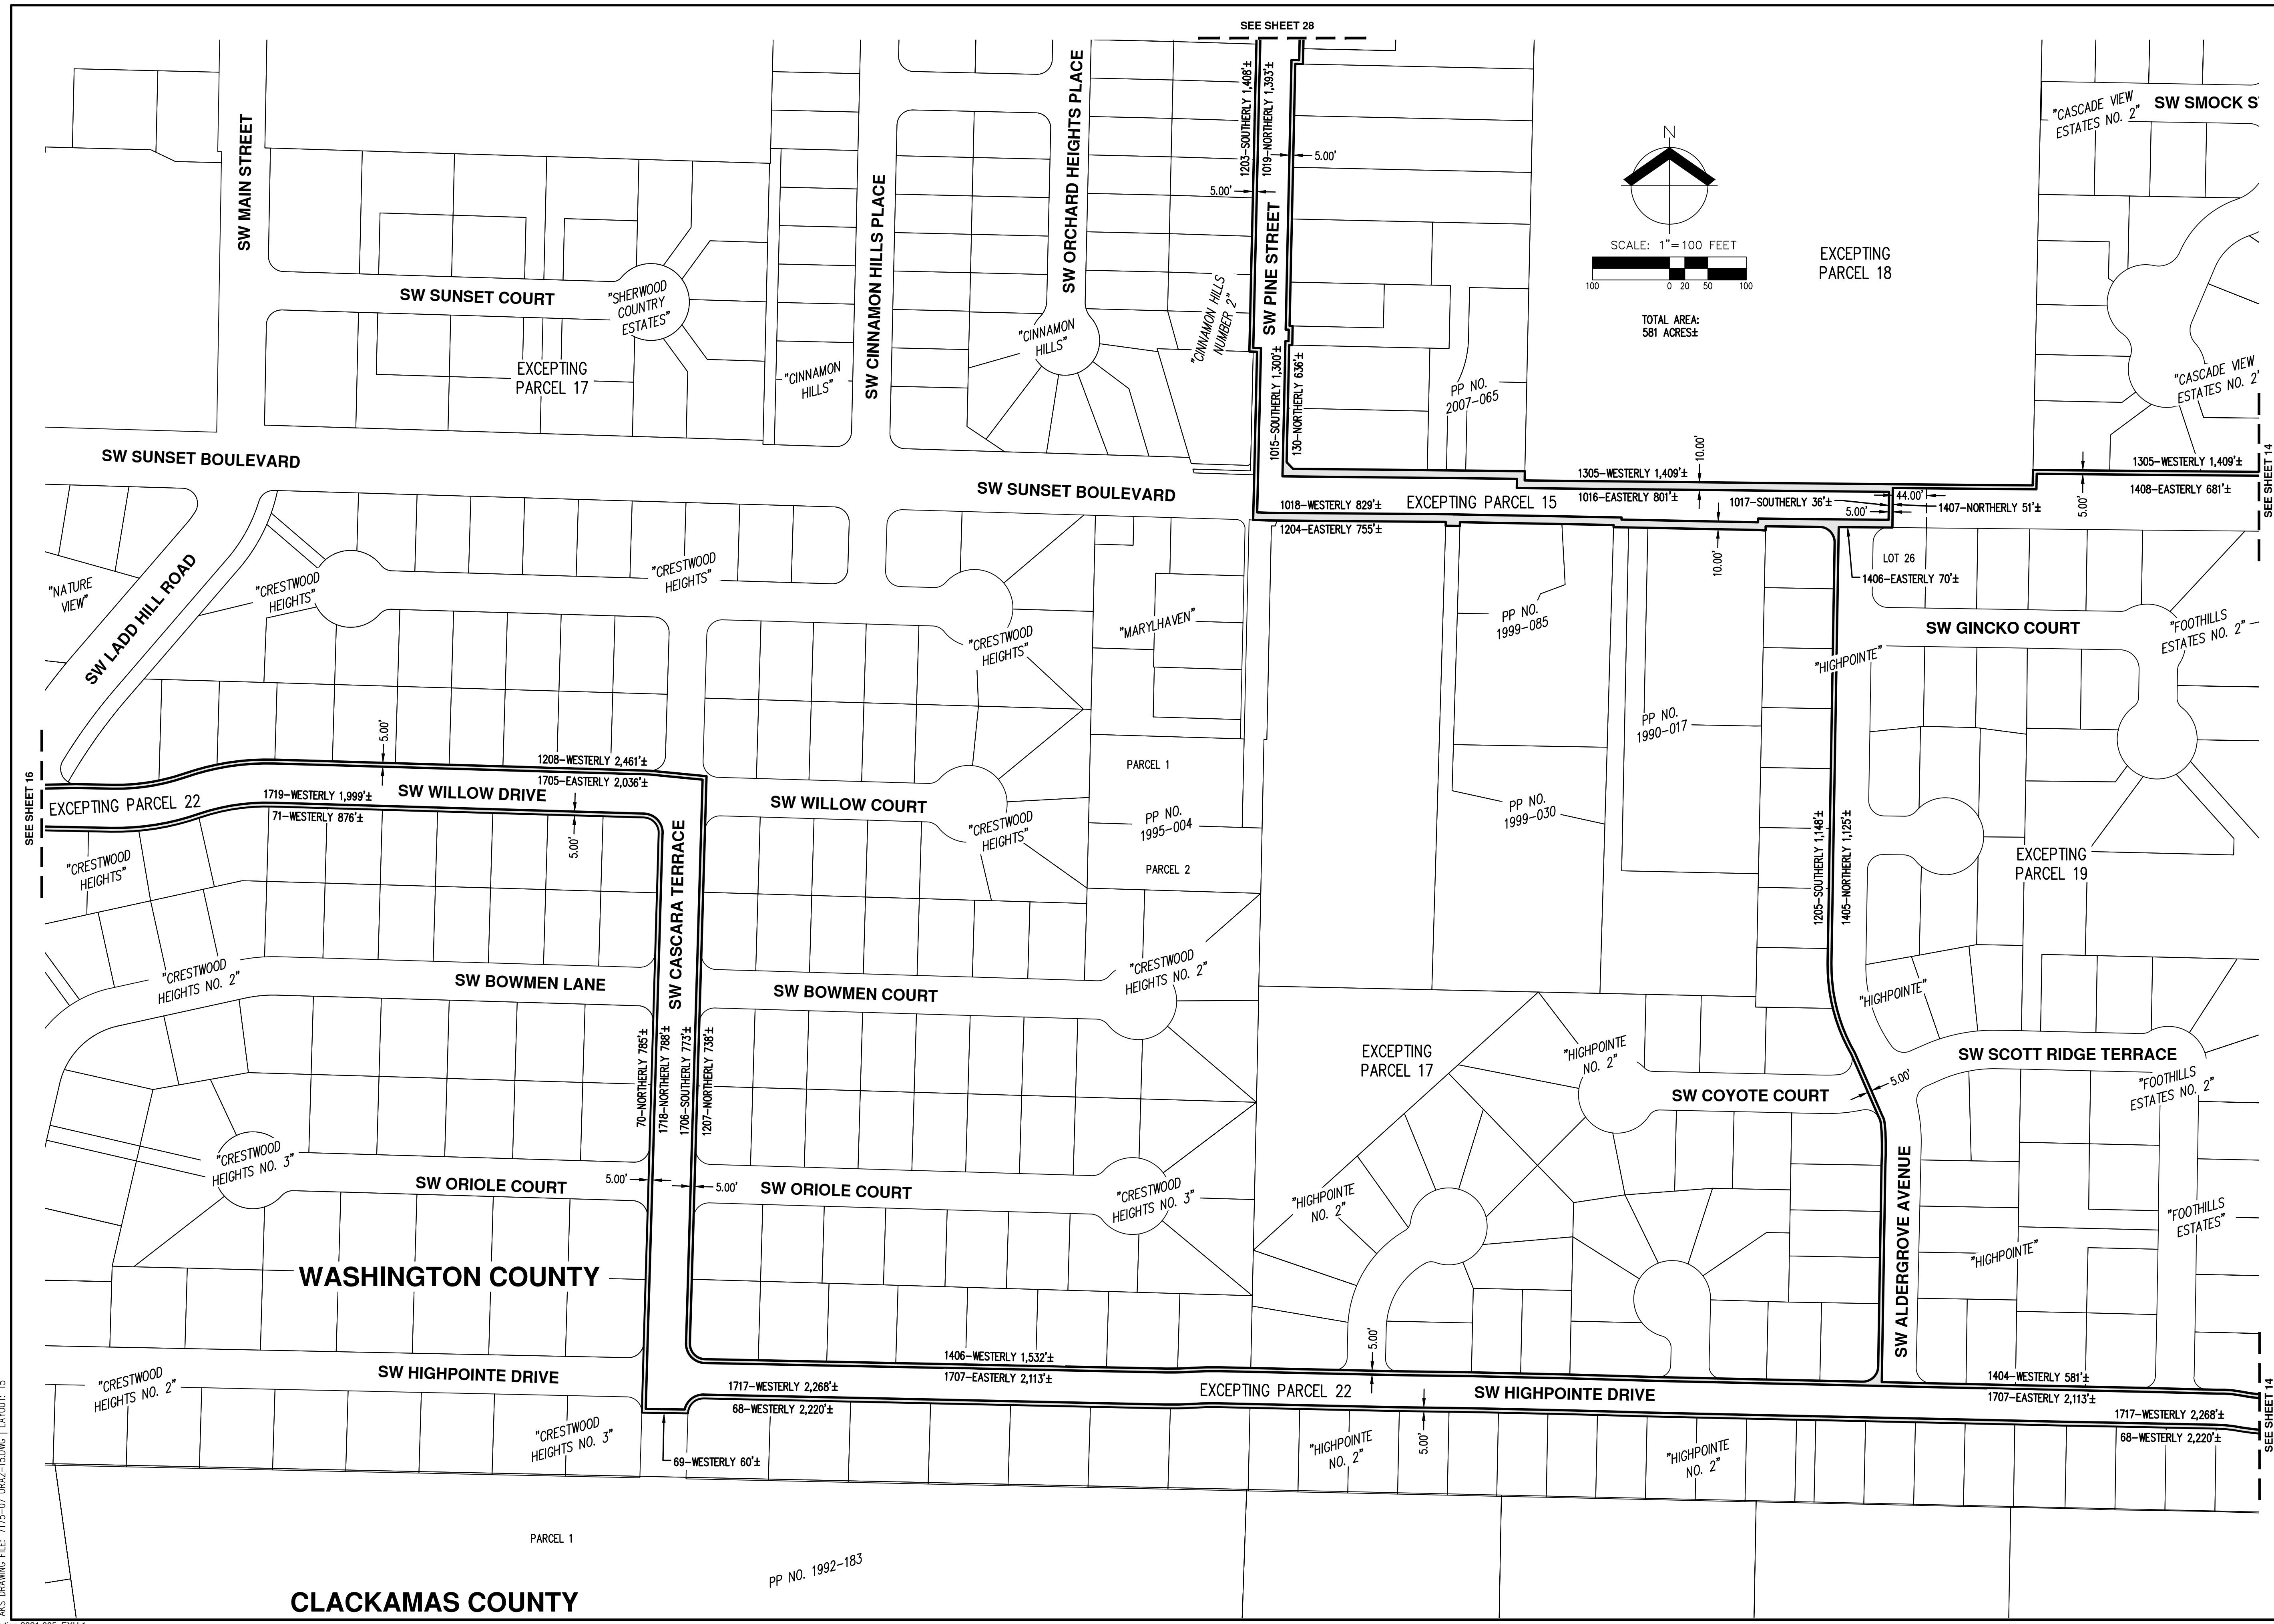 SEE SHEET 28
SW MAIN STREET
SW CINNAMON HILLS PLACE
SW ORCHARD HEIGHTS PLACE
1203-SOUTHERLY 1,408'±
1019-NORTHERLY 1,393'±
5.00'
5.00'
SW PINE STREET
"CASCADE VIEW
ESTATES NO. 2"
SW SMOCK S
N
SCALE: 1"=100 FEET
100 0 20 50 100
TOTAL AREA:
581 ACRES±
EXCEPTING
PARCEL 18
SW SUNSET COURT
"SHERWOOD
COUNTRY
ESTATES"
EXCEPTING
PARCEL 17
"CINNAMON
HILLS"
"CINNAMON
HILLS"
"CINNAMON HILLS
NUMBER 2"
1015-SOUTHERLY 1,300'±
130-NORTHERLY 636'±
PP NO.
2007-065
"CASCADE VIEW
ESTATES NO. 2"
SW SUNSET BOULEVARD
SW SUNSET BOULEVARD
10.00'
1305-WESTERLY 1,409'±
1305-WESTERLY 1,409'±
1018-WESTERLY 829'±
EXCEPTING PARCEL 15
1016-EASTERLY 801'±
1017-SOUTHERLY 36'±
44.00'
5.00'
1407-NORTHERLY 51'±
1408-EASTERLY 681'±
5.00'
SEE SHEET 14
1204-EASTERLY 755'±
10.00'
LOT 26
1406-EASTERLY 70'±
"NATURE
VIEW"
SW LADD HILL ROAD
"CRESTWOOD
HEIGHTS"
"CRESTWOOD
HEIGHTS"
"CRESTWOOD
HEIGHTS"
"MARYLHAVEN"
PP NO.
1999-085
SW GINCKO COURT
"FOOTHILLS
ESTATES NO. 2"
"HIGHPOINTE"
PP NO.
1990-017
SEE SHEET 16
5.00'
1208-WESTERLY 2,461'±
1705-EASTERLY 2,036'±
EXCEPTING PARCEL 22
1719-WESTERLY 1,999'±
SW WILLOW DRIVE
71-WESTERLY 876'±
5.00'
SW WILLOW COURT
"CRESTWOOD
HEIGHTS"
PARCEL 1
PP NO.
1995-004
PARCEL 2
PP NO.
1999-030
"CRESTWOOD
HEIGHTS"
SW CASCARA TERRACE
1205-SOUTHERLY 1,148'±
1405-NORTHERLY 1,125'±
EXCEPTING
PARCEL 19
"CRESTWOOD
HEIGHTS NO. 2"
SW BOWMEN LANE
SW BOWMEN COURT
"CRESTWOOD
HEIGHTS NO. 2"
"HIGHPOINTE"
70-NORTHERLY 785'±
1718-NORTHERLY 788'±
1706-SOUTHERLY 773'±
1207-NORTHERLY 738'±
EXCEPTING
PARCEL 17
"HIGHPOINTE
NO. 2"
SW COYOTE COURT
5.00'
SW SCOTT RIDGE TERRACE
"FOOTHILLS
ESTATES NO. 2"
"CRESTWOOD
HEIGHTS NO. 3"
SW ORIOLE COURT
5.00'
5.00'
SW ORIOLE COURT
"CRESTWOOD
HEIGHTS NO. 3"
"HIGHPOINTE
NO. 2"
SW ALDERGROVE AVENUE
"HIGHPOINTE"
"FOOTHILLS
ESTATES"
WASHINGTON COUNTY
"CRESTWOOD
HEIGHTS NO. 2"
SW HIGHPOINTE DRIVE
1406-WESTERLY 1,532'±
1707-EASTERLY 2,113'±
1717-WESTERLY 2,268'±
68-WESTERLY 2,220'±
5.00'
EXCEPTING PARCEL 22
5.00'
SW HIGHPOINTE DRIVE
1404-WESTERLY 581'±
1707-EASTERLY 2,113'±
1717-WESTERLY 2,268'±
68-WESTERLY 2,220'±
SEE SHEET 14
"CRESTWOOD
HEIGHTS NO. 3"
69-WESTERLY 60'±
"HIGHPOINTE
NO. 2"
"HIGHPOINTE
NO. 2"
PARCEL 1
PP NO. 1992-183
CLACKAMAS COUNTY
AKS DRAWING FILE: 7175-07 URA2-15.DWG | LAYOUT: 15